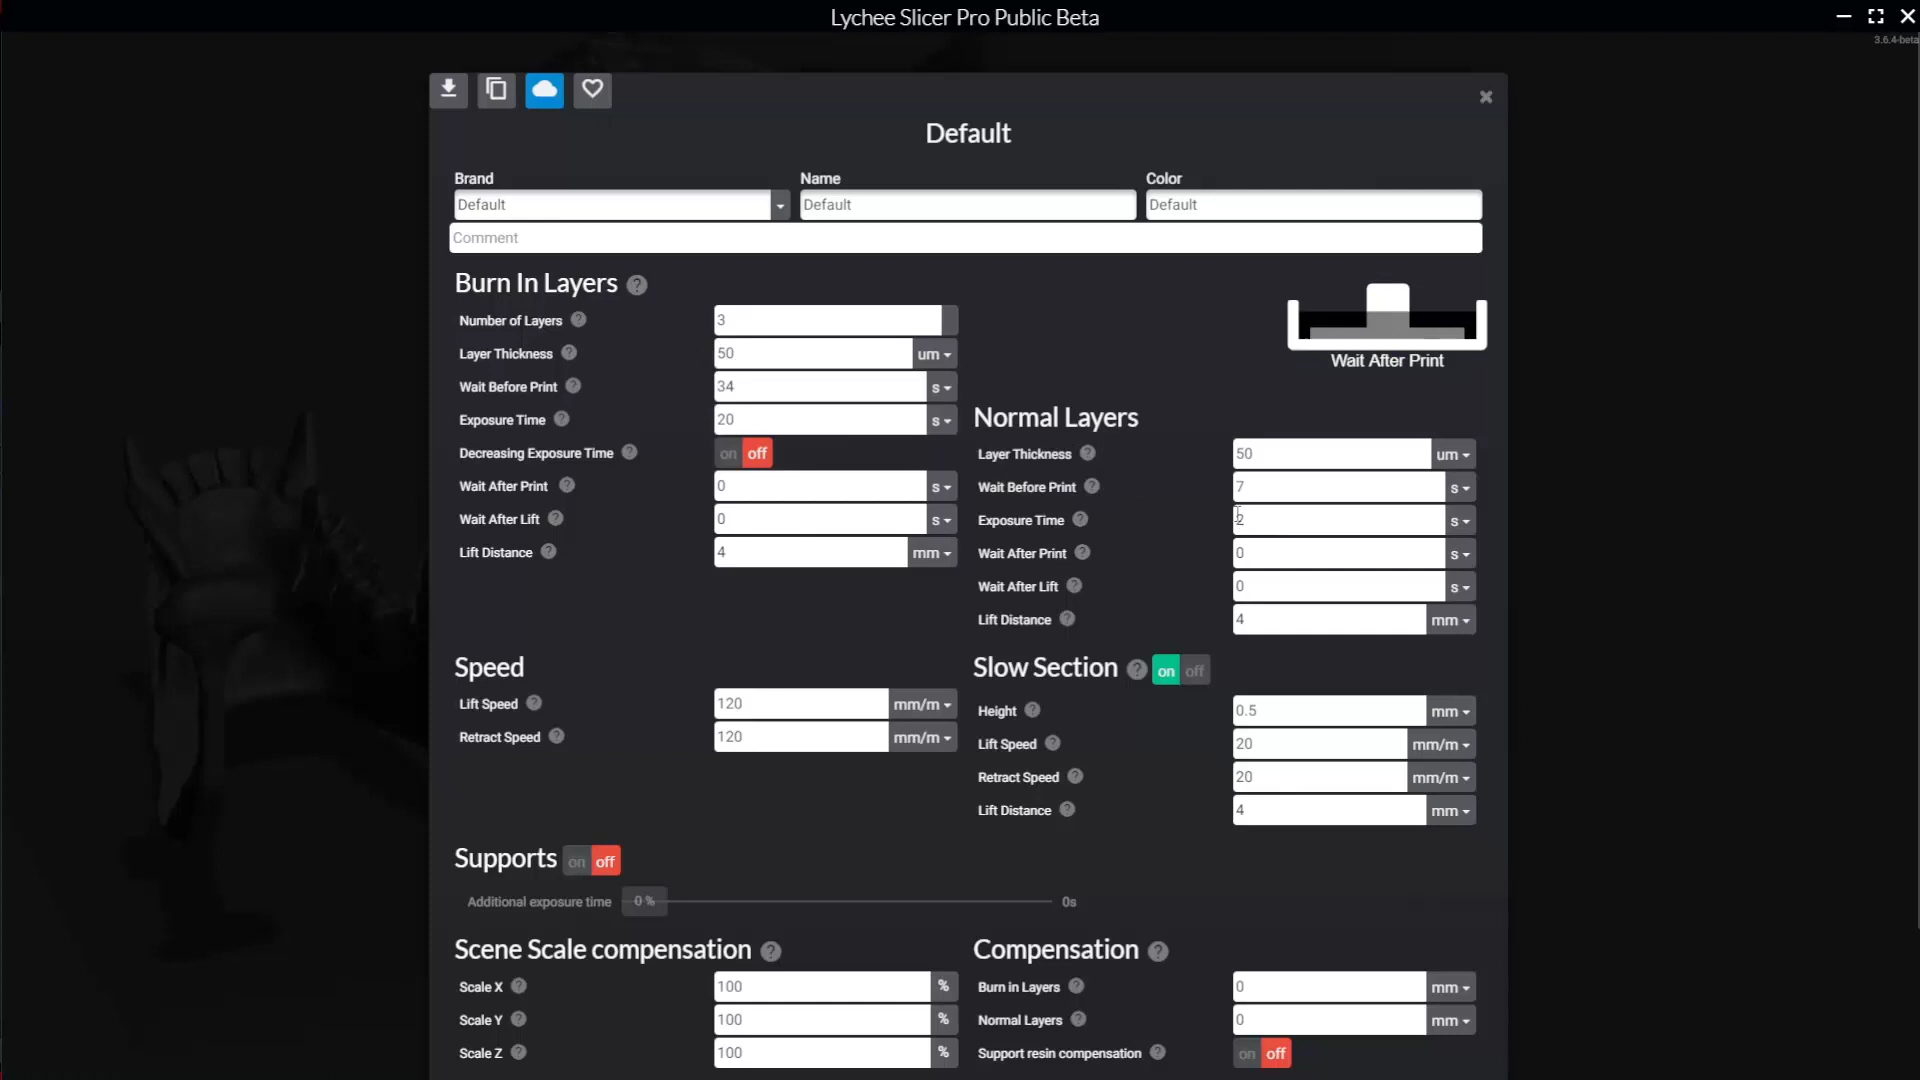 Lychee Slicer Pro Public Beta
3.6.4-beta
Default
Brand
Name
Color
Default
Default
Default
Comment
Burn In Layers ?
Number of Layers ? 3
Layer Thickness ? 50 um
Wait Before Print ? 34 s
Exposure Time ? 20 s
Decreasing Exposure Time ? on off
Wait After Print ? 0 s
Wait After Lift ? 0 s
Lift Distance ? 4 mm
Wait After Print
Normal Layers
Layer Thickness ? 50 um
Wait Before Print ? 7 s
Exposure Time ? 2 s
Wait After Print ? 0 s
Wait After Lift ? 0 s
Lift Distance ? 4 mm
Speed
Lift Speed ? 120 mm/m
Retract Speed ? 120 mm/m
Slow Section ? on off
Height ? 0.5 mm
Lift Speed ? 20 mm/m
Retract Speed ? 20 mm/m
Lift Distance ? 4 mm
Supports on off
Additional exposure time 0 % 0s
Scene Scale compensation ?
Scale X ? 100 %
Scale Y ? 100 %
Scale Z ? 100 %
Compensation ?
Burn in Layers ? 0 mm
Normal Layers ? 0 mm
Support resin compensation ? on off